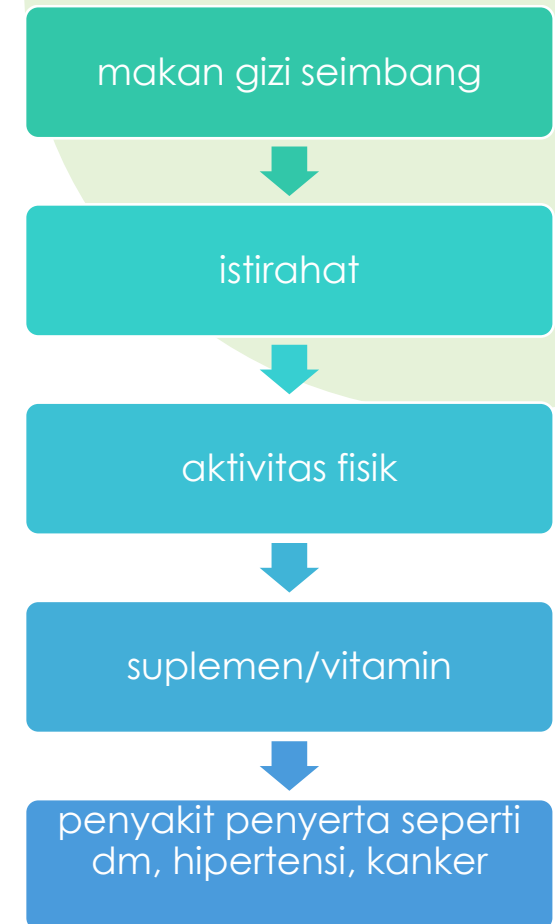 makan gizi seimbang
istirahat
aktivitas fisik
suplemen/vitamin
penyakit penyerta seperti
dm, hipertensi, kanker